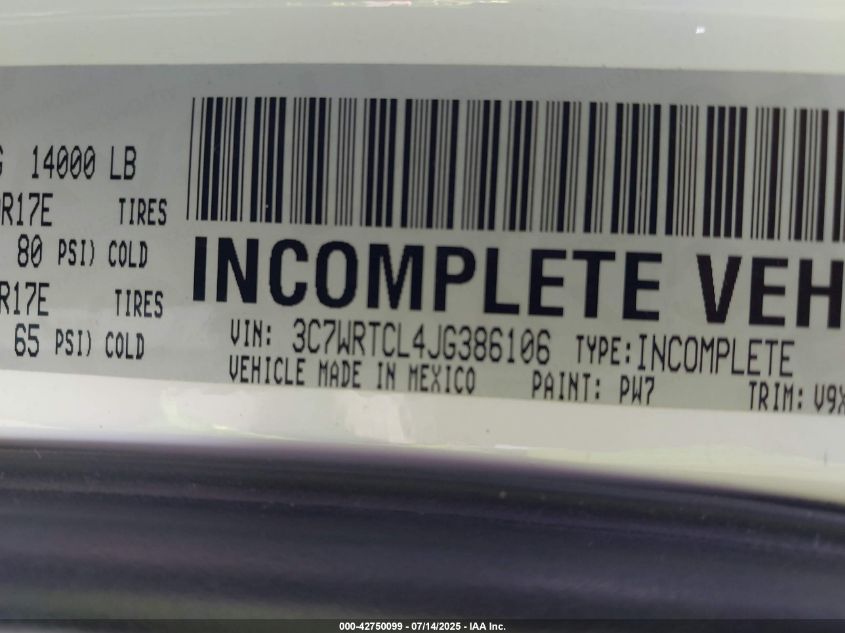 14000 LB
R17E TIRES
80 PSI) COLD
R17E TIRES
65 PSI) COLD
INCOMPLETE VEH
VIN: 3C7WRTCL4JG386106 TYPE: INCOMPLETE
VEHICLE MADE IN MEXICO PAINT: PW7 TRIM: V9X
000-42750099 - 07/14/2025 - IAA Inc.